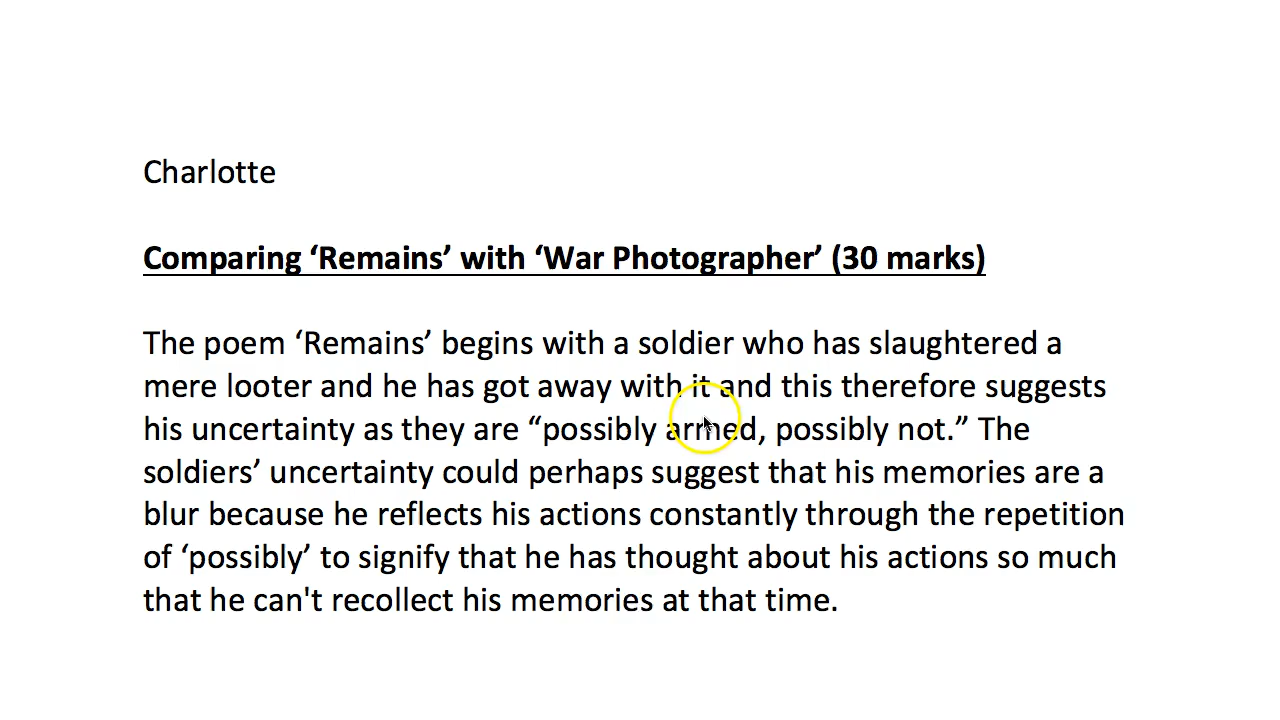 Charlotte
Comparing ‘Remains’ with ‘War Photographer’ (30 marks)
The poem ‘Remains’ begins with a soldier who has slaughtered a
mere looter and he has got away with it and this therefore suggests
his uncertainty as they are “possibly armed, possibly not.” The
soldiers’ uncertainty could perhaps suggest that his memories are a
blur because he reflects his actions constantly through the repetition
of ‘possibly’ to signify that he has thought about his actions so much
that he can't recollect his memories at that time.